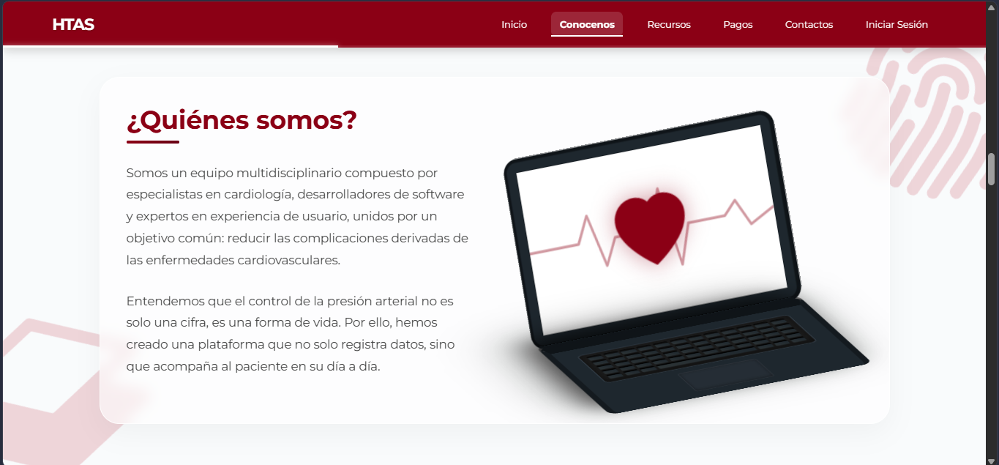 HTAS
Inicio
Conocenos
Recursos
Pagos
Contactos
Iniciar Sesión
¿Quiénes somos?
Somos un equipo multidisciplinario compuesto por
especialistas en cardiología, desarrolladores de software
y expertos en experiencia de usuario, unidos por un
objetivo común: reducir las complicaciones derivadas de
las enfermedades cardiovasculares.
Entendemos que el control de la presión arterial no es
solo una cifra, es una forma de vida. Por ello, hemos
creado una plataforma que no solo registra datos, sino
que acompaña al paciente en su día a día.